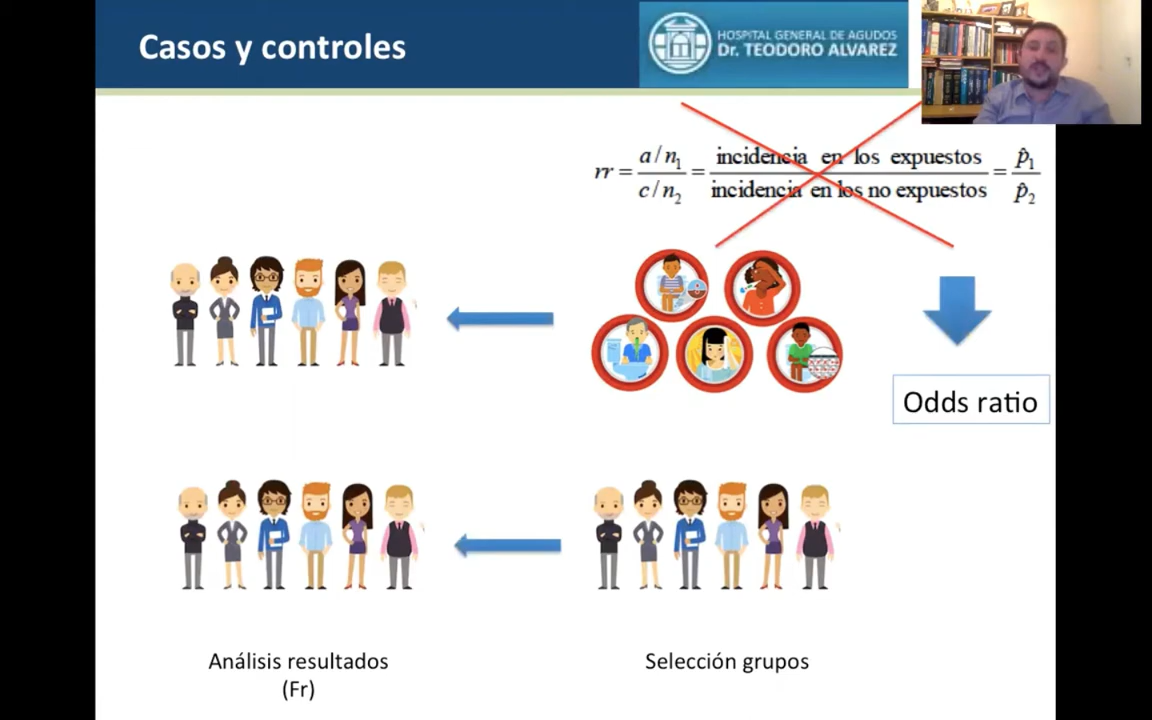 Casos y controles
HOSPITAL GENERAL DE AGUDOS
Dr. TEODORO ALVAREZ
rr = a/n₁ / c/n₂ = incidencia en los expuestos / incidencia en los no expuestos = p̂₁ / p̂₂
Odds ratio
Análisis resultados
(Fr)
Selección grupos